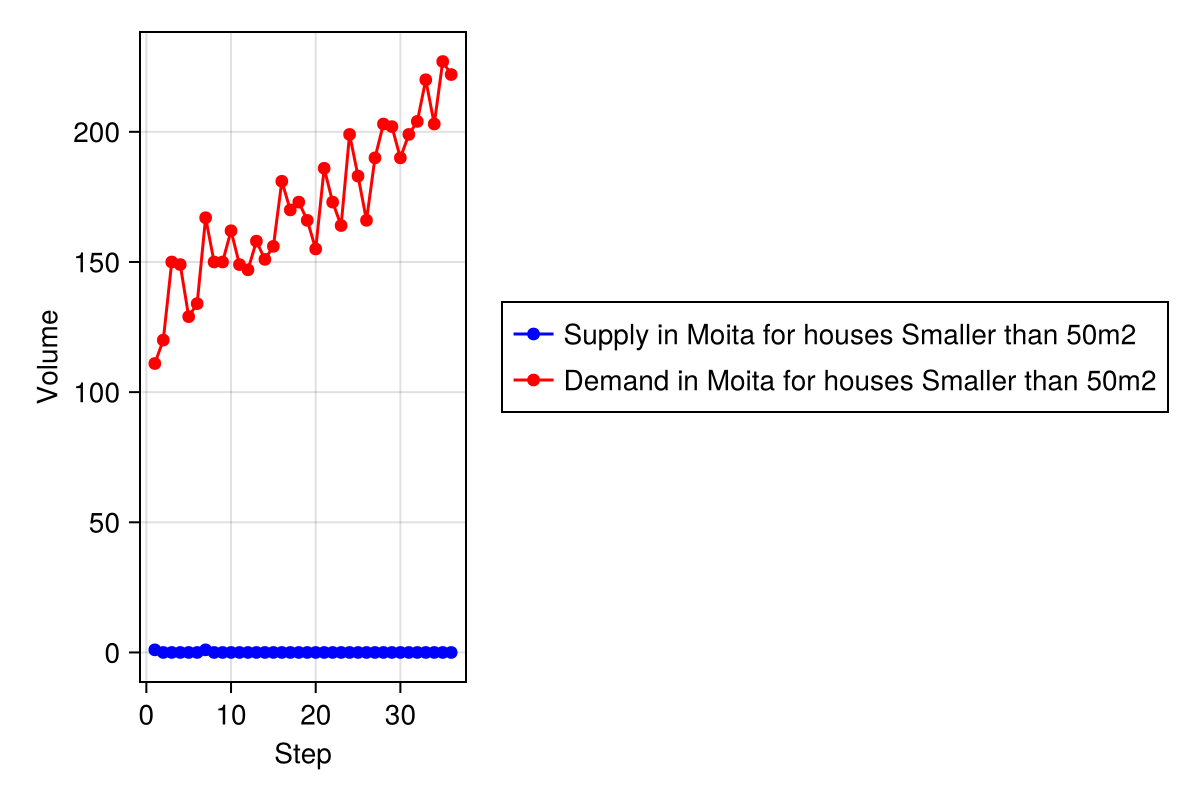 Volume
200
150
100
50
0
0 10 20 30
Step
Supply in Moita for houses Smaller than 50m2
Demand in Moita for houses Smaller than 50m2